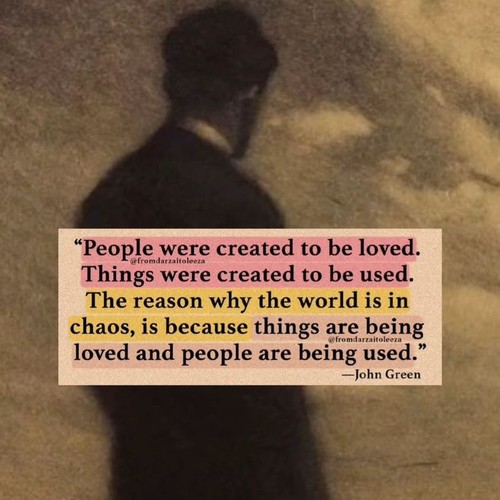 “People were created to be loved.
@fromdarzaitoleeza
Things were created to be used.
The reason why the world is in
chaos, is because things are being
@fromdarzaitoleeza
loved and people are being used.”
—John Green